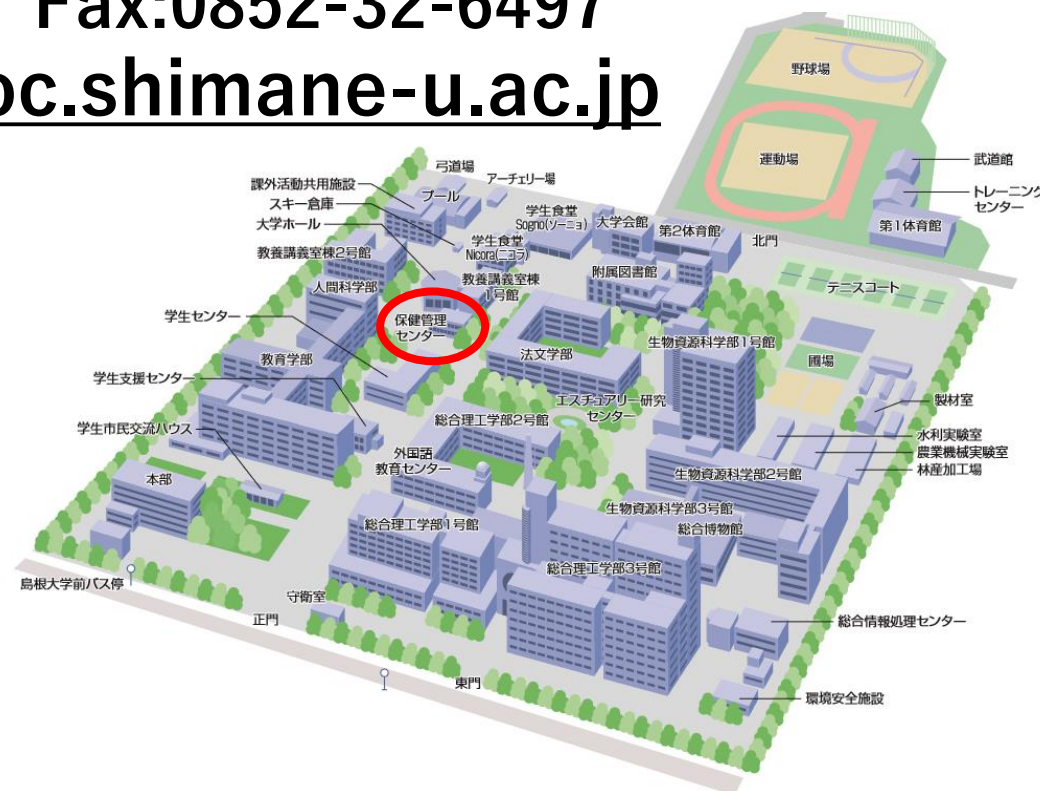 Fax:0852-32-6497
oc.shimane-u.ac.jp
野球場
運動場
武道館
トレーニング
センター
第1体育館
弓道場
アーチェリー場
課外活動共用施設
プール
スキー倉庫
大学ホール
学生食堂
Sogno(ソーニョ)
大学会館
第2体育館
北門
学生食堂
Nicora(ニコラ)
教養講義室棟2号館
附属図書館
教養講義室棟
1号館
テニスコート
人間科学部
学生センター
保健管理
センター
法文学部
生物資源科学部1号館
圃場
教育学部
学生支援センター
エスチュアリー研究
センター
製材室
学生市民交流ハウス
総合理工学部2号館
水利実験室
農業機械実験室
林産加工場
外国語
教育センター
本部
生物資源科学部2号館
生物資源科学部3号館
総合理工学部1号館
総合博物館
総合理工学部3号館
島根大学前バス停
守衛室
正門
総合情報処理センター
東門
環境安全施設